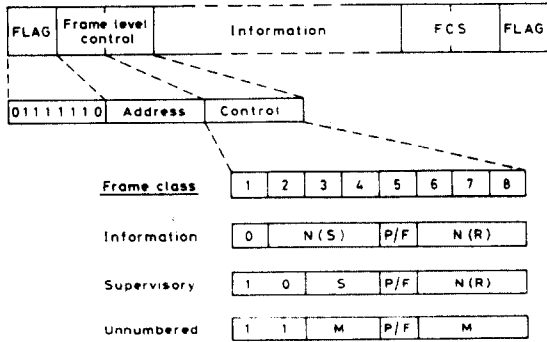 FLAG Frame level control Information FCS FLAG
01111110 Address Control
Frame class 1 2 3 4 5 6 7 8
Information 0 N(S) P/F N(R)
Supervisory 1 0 S P/F N(R)
Unnumbered 1 1 M P/F M